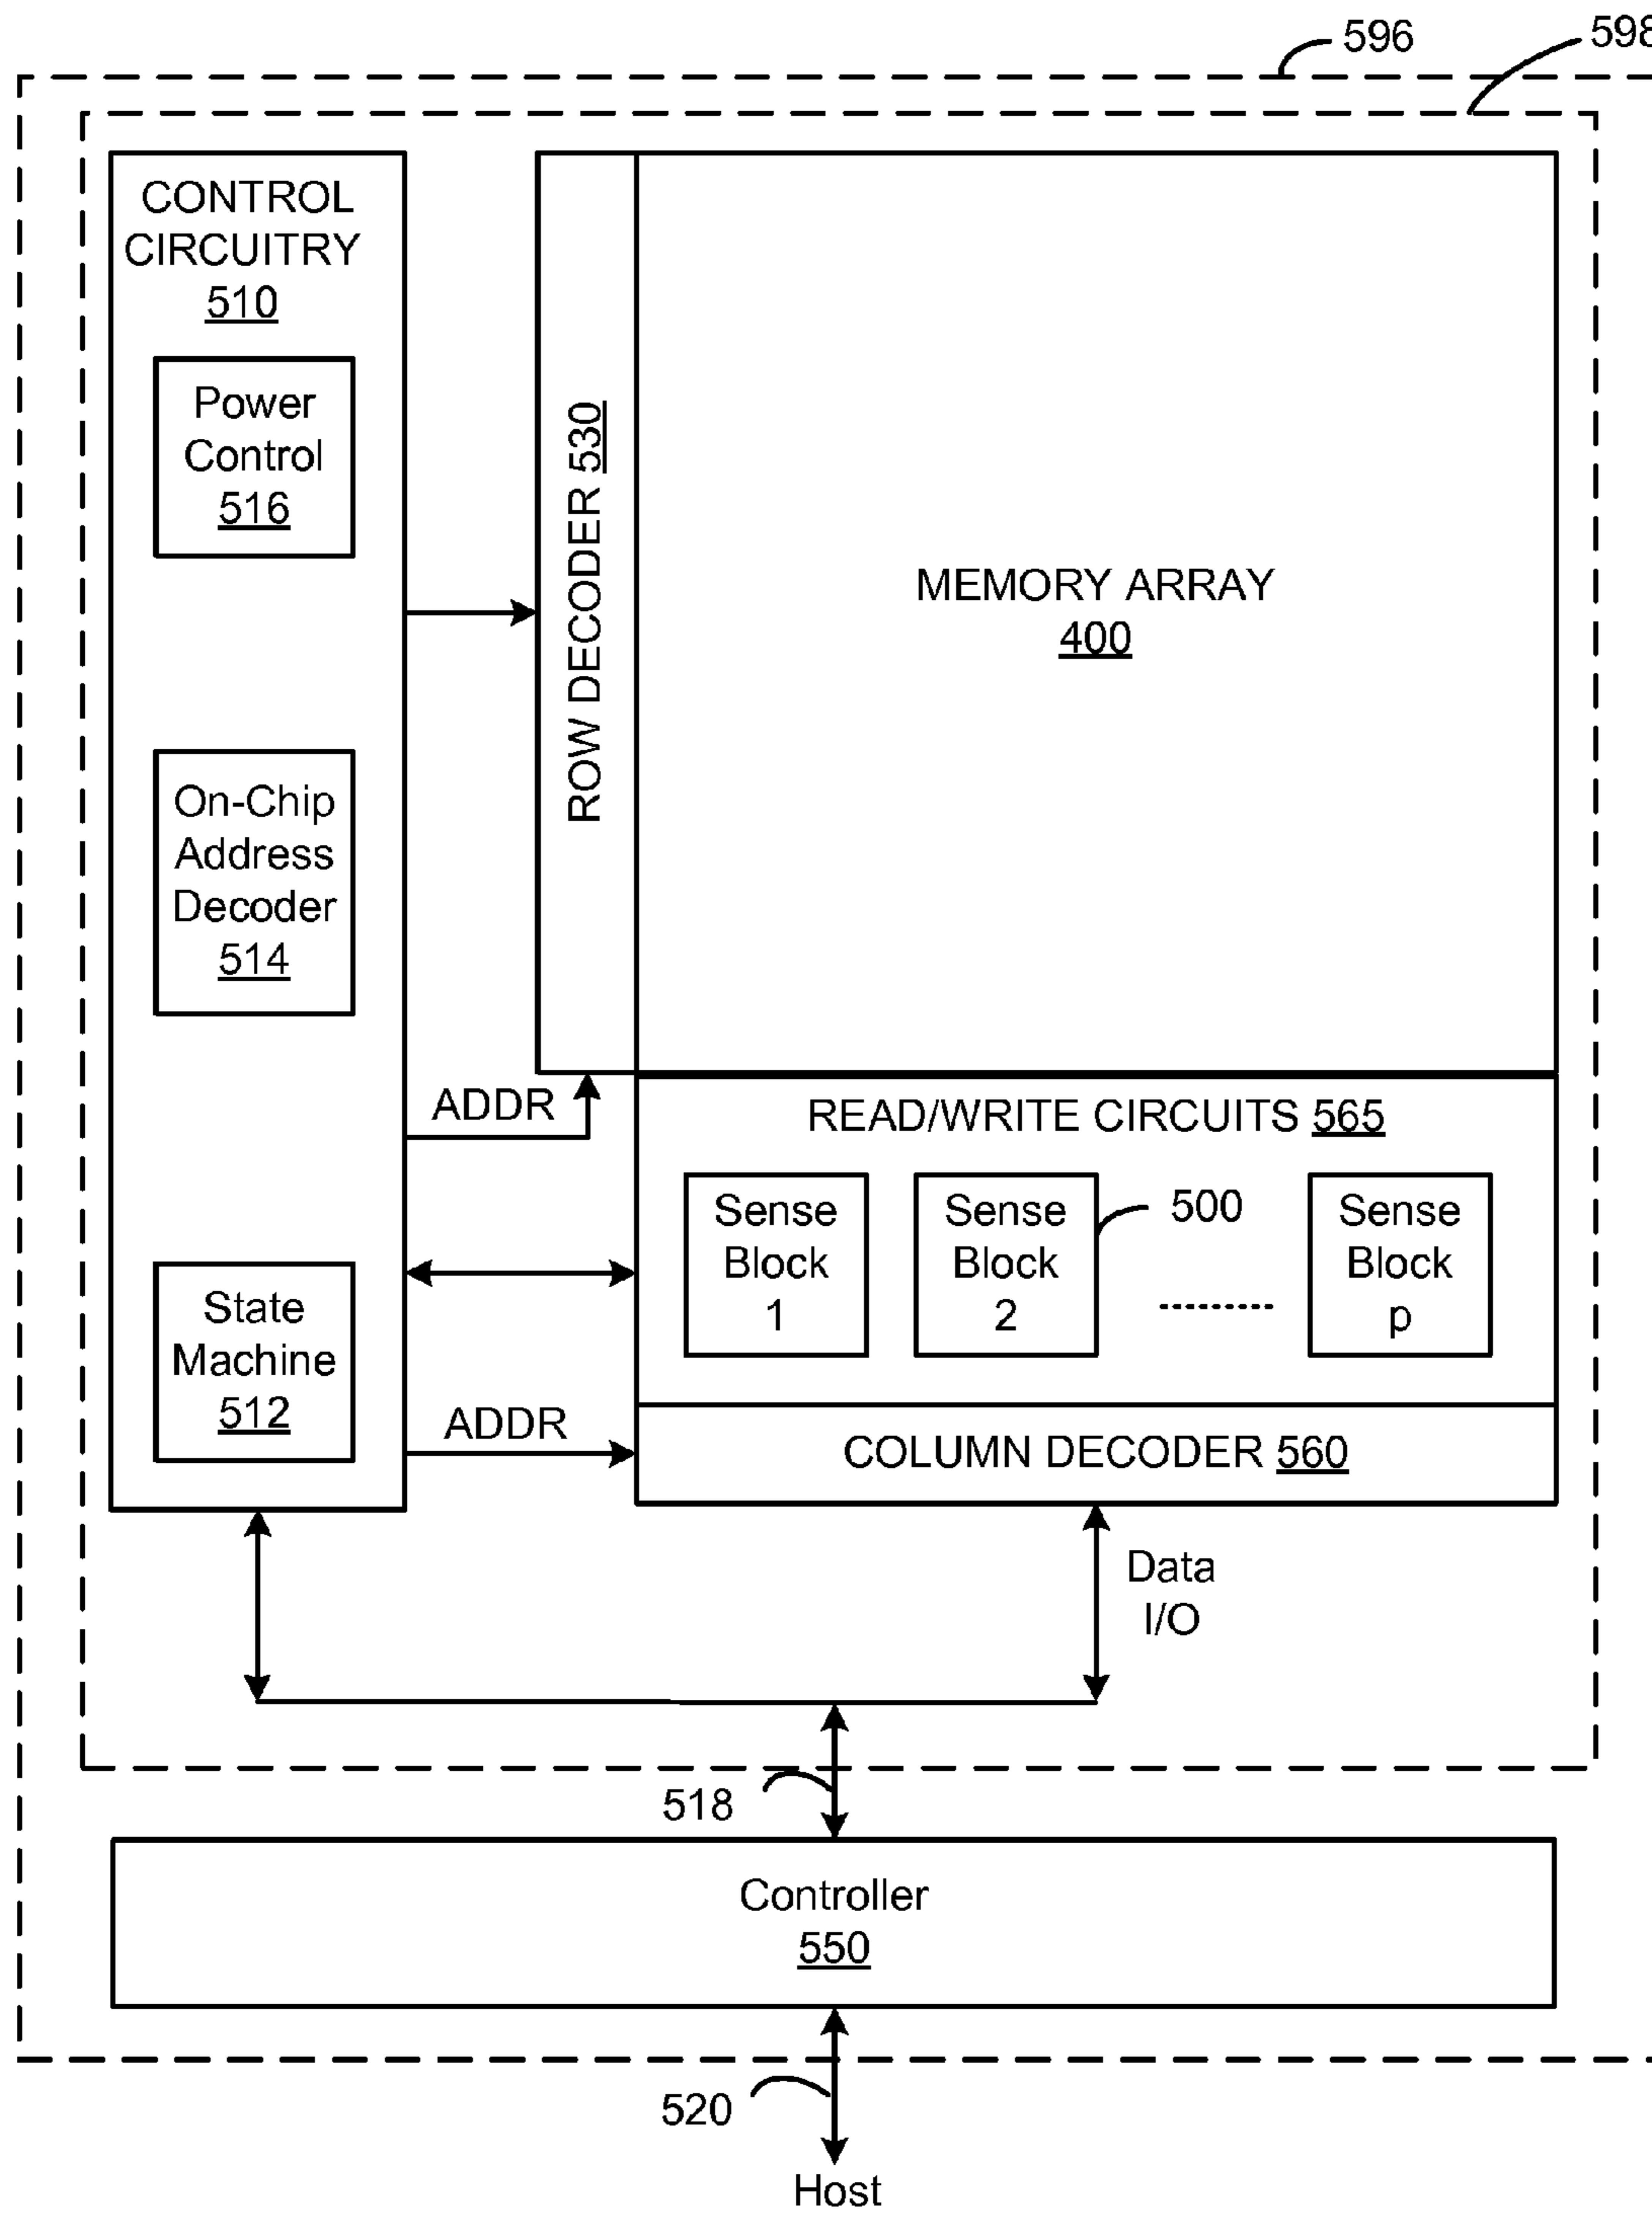 596
598
CONTROL
CIRCUITRY
510
Power
Control
516
On-Chip
Address
Decoder
514
State
Machine
512
ROW DECODER 530
MEMORY ARRAY
400
ADDR
READ/WRITE CIRCUITS 565
Sense
Block
1
Sense
Block
2
500
Sense
Block
p
ADDR
COLUMN DECODER 560
Data
I/O
518
Controller
550
520
Host